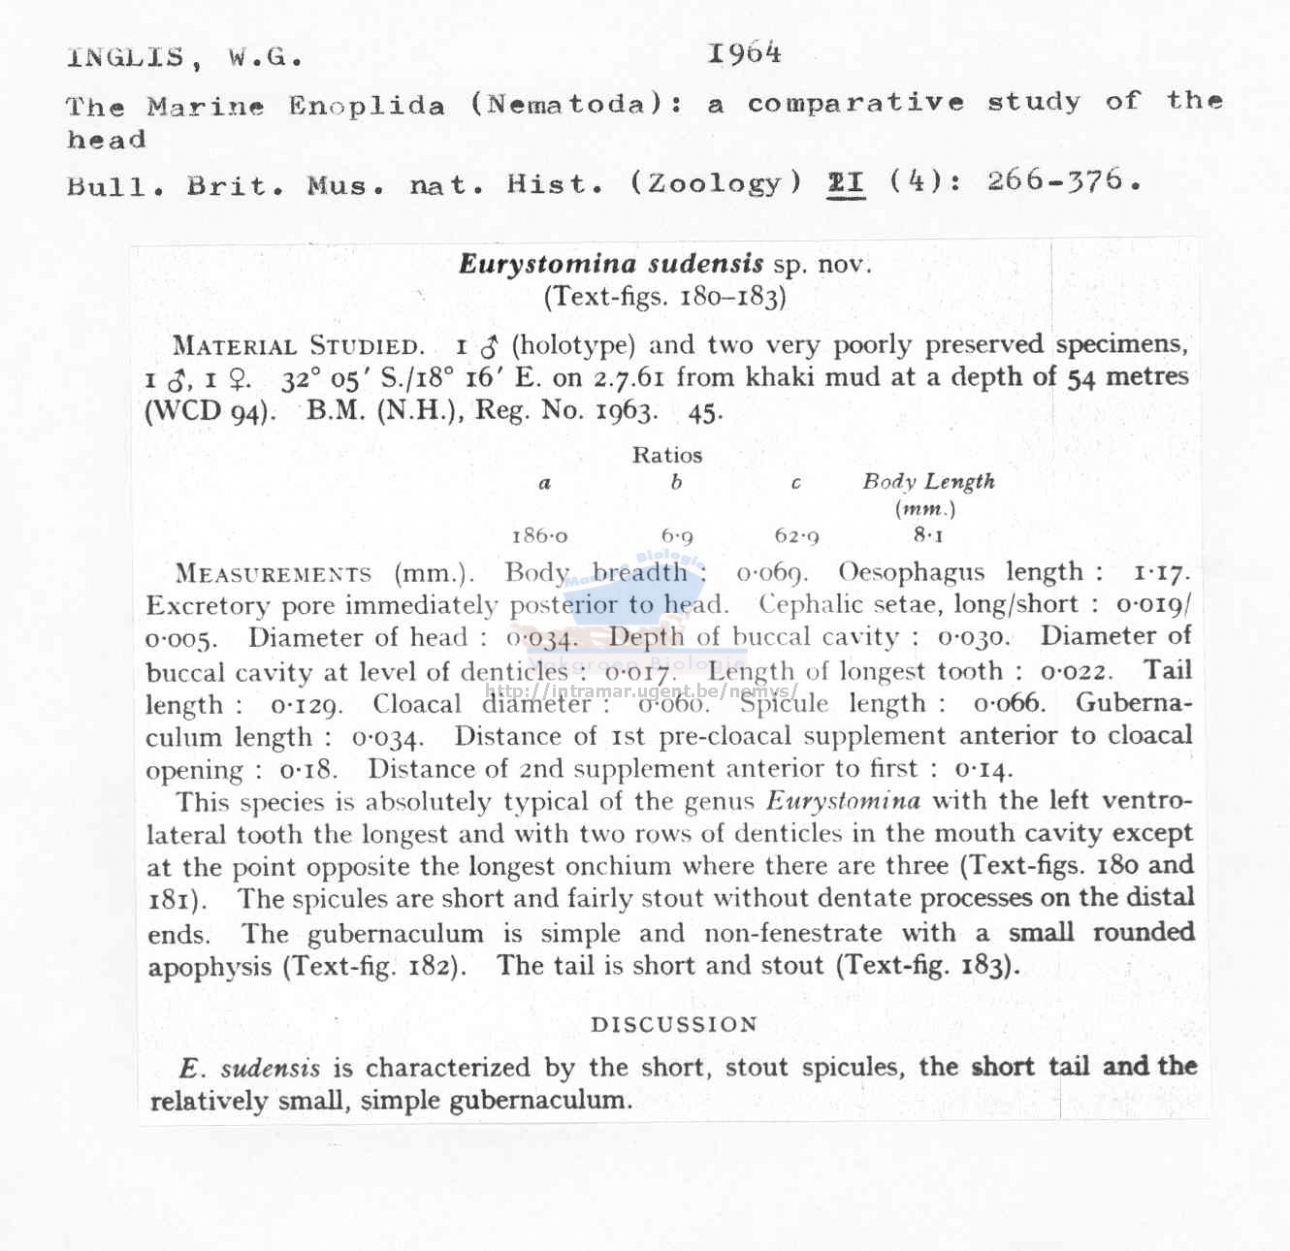 INGLIS, W.G. 1964
The Marine Enoplida (Nematoda): a comparative study of the
head
Bull. Brit. Mus. nat. Hist. (Zoology) II (4): 266-376.
Eurystomina sudensis sp. nov.
(Text-figs. 180–183)
MATERIAL STUDIED. 1 ♂ (holotype) and two very poorly preserved specimens,
1 ♂, 1 ♀. 32° 05′ S./18° 16′ E. on 2.7.61 from khaki mud at a depth of 54 metres
(WCD 94). B.M. (N.H.), Reg. No. 1963. 45.
Ratios
a b c Body Length
(mm.)
186·0 6·9 62·9 8·1
MEASUREMENTS (mm.). Body breadth : 0·069. Oesophagus length : 1·17.
Excretory pore immediately posterior to head. Cephalic setae, long/short : 0·019/
0·005. Diameter of head : 0·034. Depth of buccal cavity : 0·030. Diameter of
buccal cavity at level of denticles : 0·017. Length of longest tooth : 0·022. Tail
length : 0·129. Cloacal diameter : 0·060. Spicule length : 0·066. Guberna-
culum length : 0·034. Distance of 1st pre-cloacal supplement anterior to cloacal
opening : 0·18. Distance of 2nd supplement anterior to first : 0·14.
This species is absolutely typical of the genus Eurystomina with the left ventro-
lateral tooth the longest and with two rows of denticles in the mouth cavity except
at the point opposite the longest onchium where there are three (Text-figs. 180 and
181). The spicules are short and fairly stout without dentate processes on the distal
ends. The gubernaculum is simple and non-fenestrate with a small rounded
apophysis (Text-fig. 182). The tail is short and stout (Text-fig. 183).
DISCUSSION
E. sudensis is characterized by the short, stout spicules, the short tail and the
relatively small, simple gubernaculum.
Biologie
http://intramar.ugent.be/nemys/